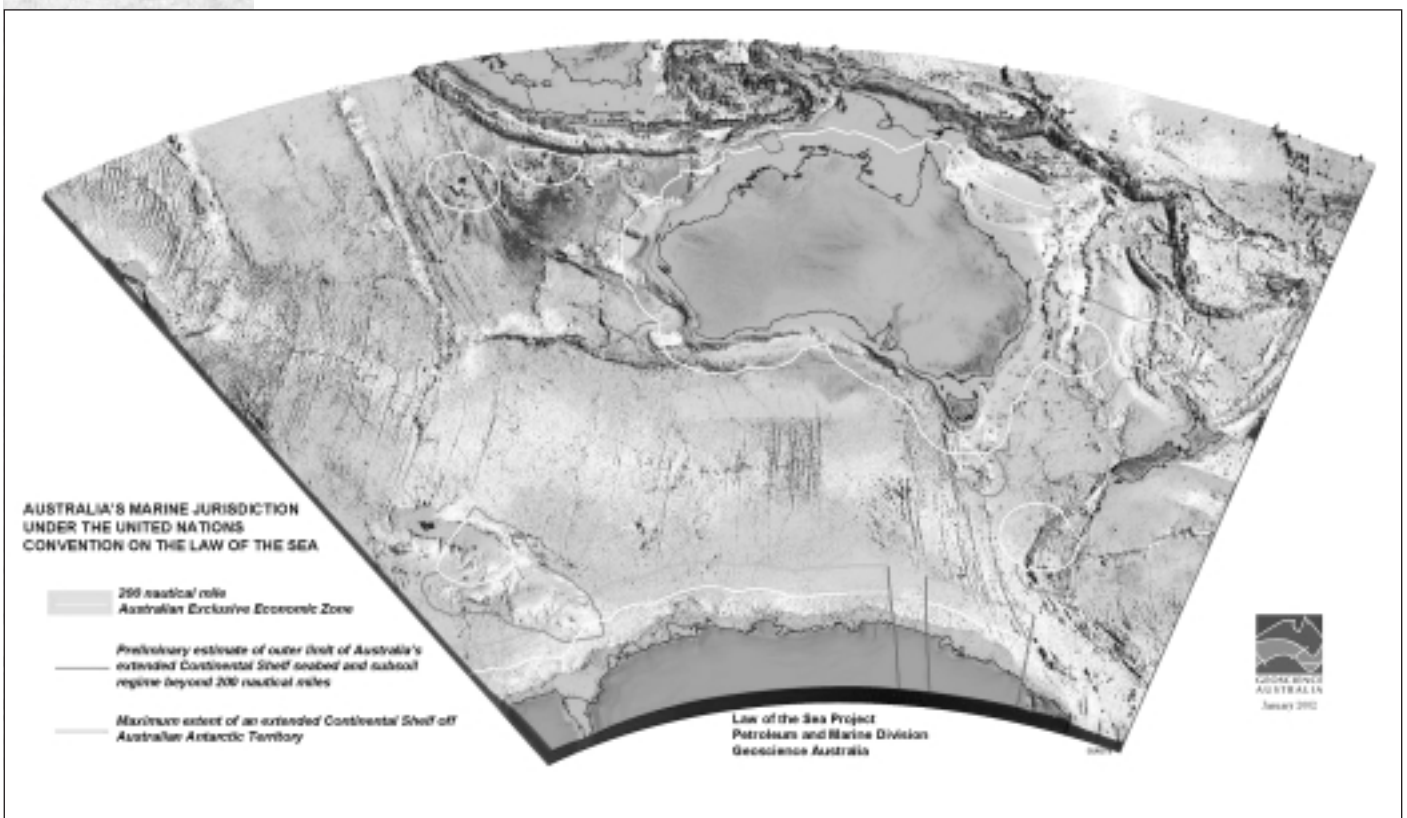 AUSTRALIA'S MARINE JURISDICTION
UNDER THE UNITED NATIONS
CONVENTION ON THE LAW OF THE SEA
200 nautical mile
Australian Exclusive Economic Zone
Preliminary estimate of outer limit of Australia's
extended Continental Shelf seabed and subsoil
regime beyond 200 nautical miles
Maximum extent of an extended Continental Shelf off
Australian Antarctic Territory
Law of the Sea Project
Petroleum and Marine Division
Geoscience Australia
GEOSCIENCE
AUSTRALIA
January 2002